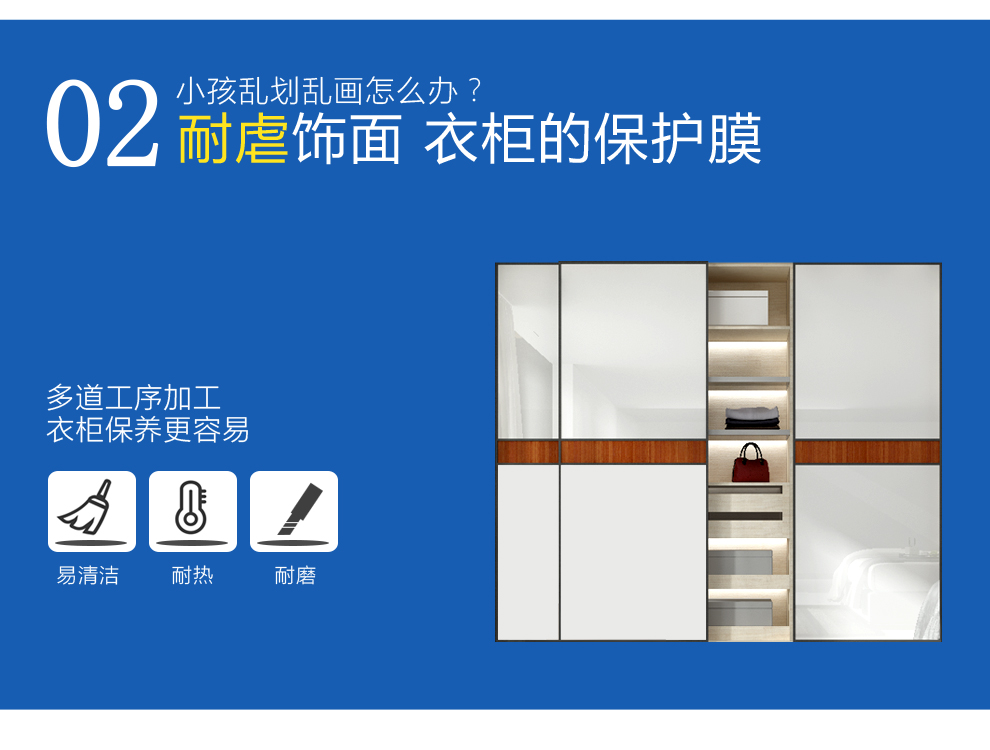 02
小孩乱划乱画怎么办？
耐虐饰面 衣柜的保护膜
多道工序加工
衣柜保养更容易
易清洁 耐热 耐磨